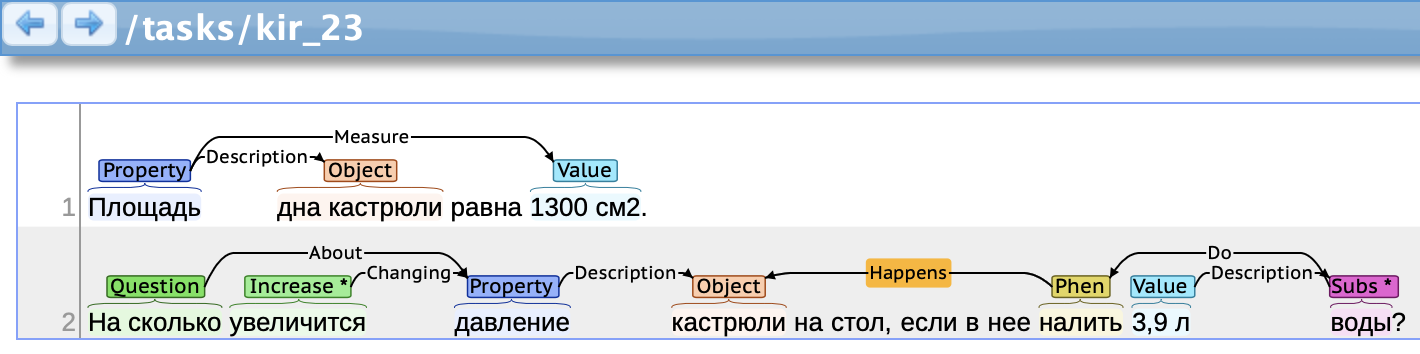 /tasks/kir_23
Measure
Description
Property Object Value
1 Площадь дна кастрюли равна 1300 см2.
About Do
Changing Description Happens Description
Question Increase * Property Object Phen Value Subs *
2 На сколько увеличится давление кастрюли на стол, если в нее налить 3,9 л воды?